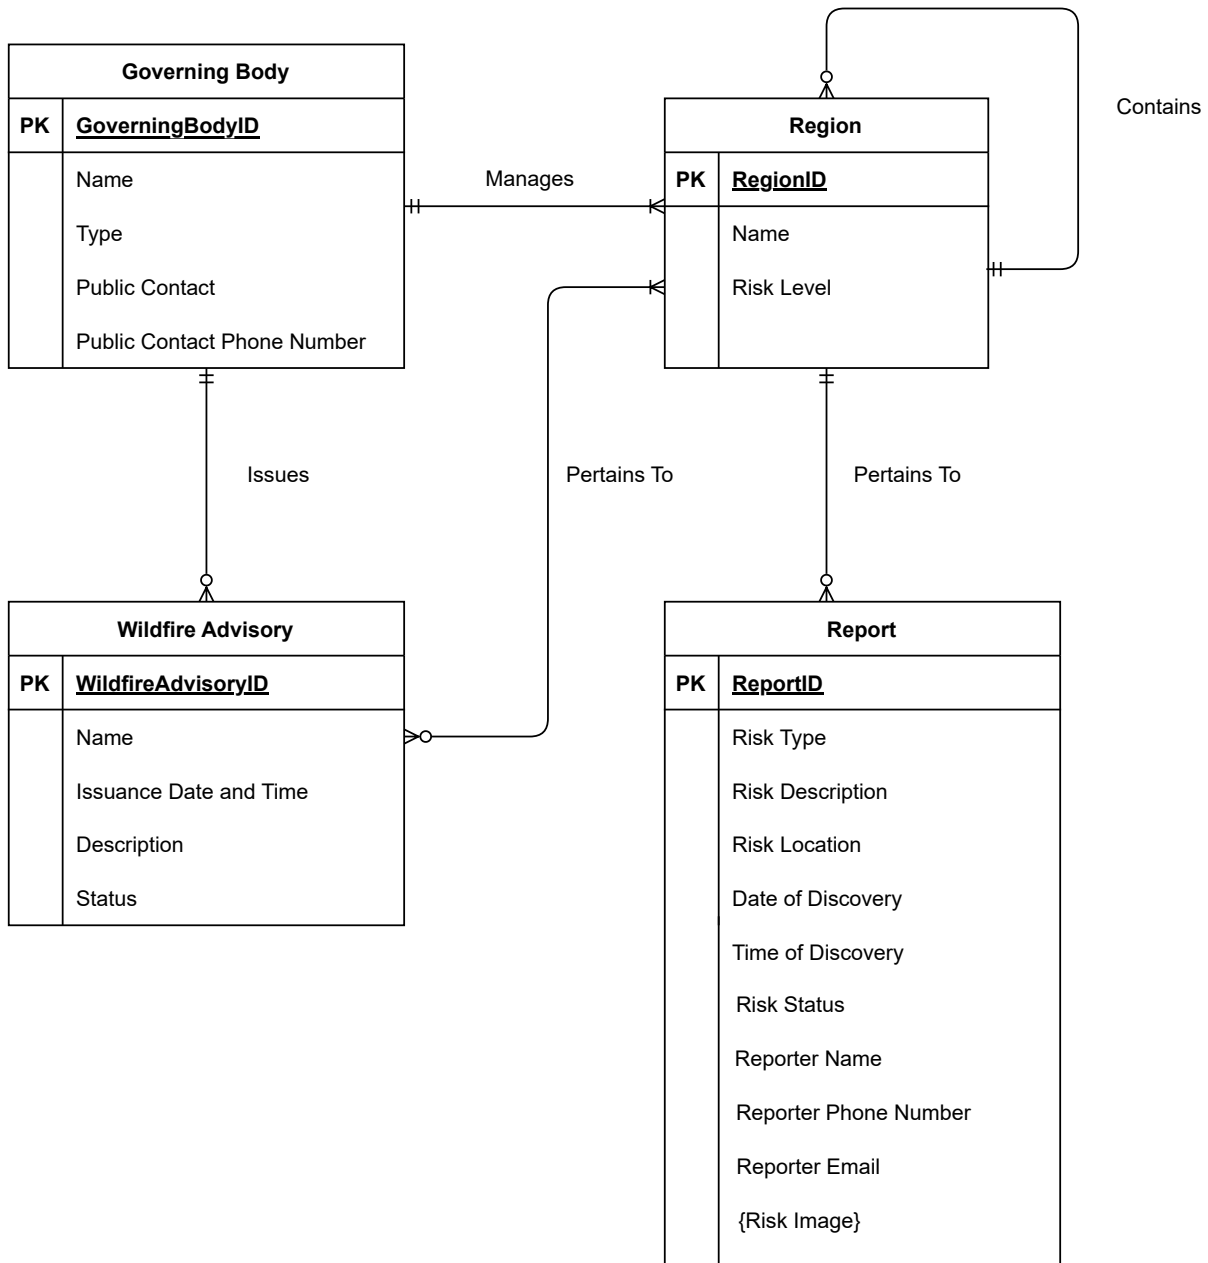 Governing Body
PK GoverningBodyID
Name
Type
Public Contact
Public Contact Phone Number
Manages
Region
PK RegionID
Name
Risk Level
Contains
Issues
Pertains To
Pertains To
Wildfire Advisory
PK WildfireAdvisoryID
Name
Issuance Date and Time
Description
Status
Report
PK ReportID
Risk Type
Risk Description
Risk Location
Date of Discovery
Time of Discovery
Risk Status
Reporter Name
Reporter Phone Number
Reporter Email
{Risk Image}